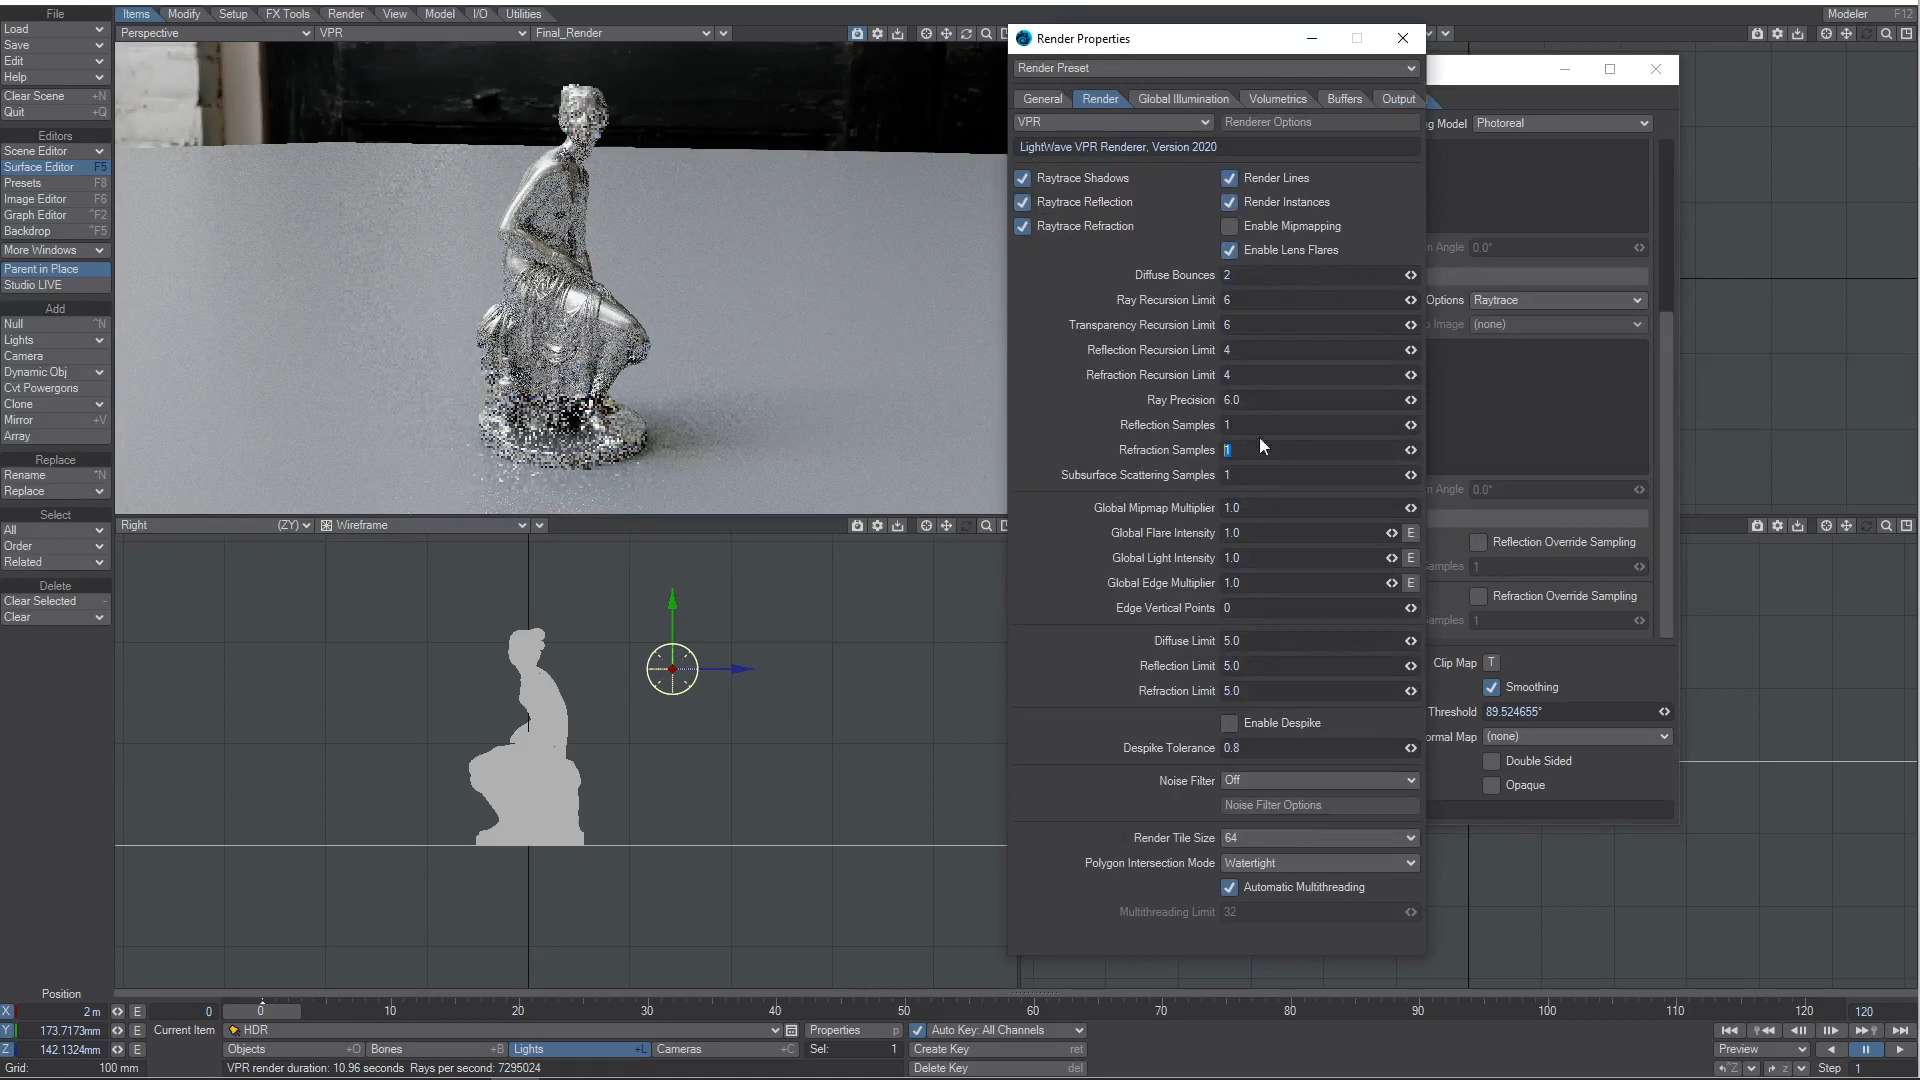 File
Load
Save
Edit
Help
Clear Scene +N
Quit +Q
Editors
Scene Editor
Surface Editor F5
Presets F8
Image Editor F6
Graph Editor ^F2
Backdrop ^F5
More Windows
Parent in Place
Studio LIVE
Add
Null ^N
Lights
Camera
Dynamic Obj
Cvt Powergons
Clone
Mirror +V
Array
Replace
Rename
Replace
Select
All
Order
Related
Delete
Clear Selected -
Clear
Items Modify Setup FX Tools Render View Model I/O Utilities
Modeler F12
Perspective VPR Final_Render
Right (ZY) Wireframe
Render Properties
Render Preset
General Render Global Illumination Volumetrics Buffers Output
VPR Renderer Options
LightWave VPR Renderer, Version 2020
Raytrace Shadows Render Lines
Raytrace Reflection Render Instances
Raytrace Refraction Enable Mipmapping
Enable Lens Flares
Diffuse Bounces 2
Ray Recursion Limit 6
Transparency Recursion Limit 6
Reflection Recursion Limit 4
Refraction Recursion Limit 4
Ray Precision 6.0
Reflection Samples 1
Refraction Samples 1
Subsurface Scattering Samples 1
Global Mipmap Multiplier 1.0
Global Flare Intensity 1.0 E
Global Light Intensity 1.0 E
Global Edge Multiplier 1.0 E
Edge Vertical Points 0
Diffuse Limit 5.0
Reflection Limit 5.0
Refraction Limit 5.0
Enable Despike
Despike Tolerance 0.8
Noise Filter Off
Noise Filter Options
Render Tile Size 64
Polygon Intersection Mode Watertight
Automatic Multithreading
Multithreading Limit 32
g Model Photoreal
m Angle 0.0°
Options Raytrace
Image (none)
n Angle 0.0°
Reflection Override Sampling
amples 1
Refraction Override Sampling
amples 1
Clip Map T
Smoothing
Threshold 89.524655°
ormal Map (none)
Double Sided
Opaque
Position
X 2 m E
Y 173.7173mm E
Z 142.1324mm E
Grid: 100 mm
0 0 10 20 30 40 50 60 70 80 90 100 110 120 120
Current Item HDR Properties p Auto Key: All Channels
Objects +O Bones +B Lights +L Cameras +C Sel: 1 Create Key ret
VPR render duration: 10.96 seconds Rays per second: 7295024 Delete Key del
Preview
^Z z Step 1